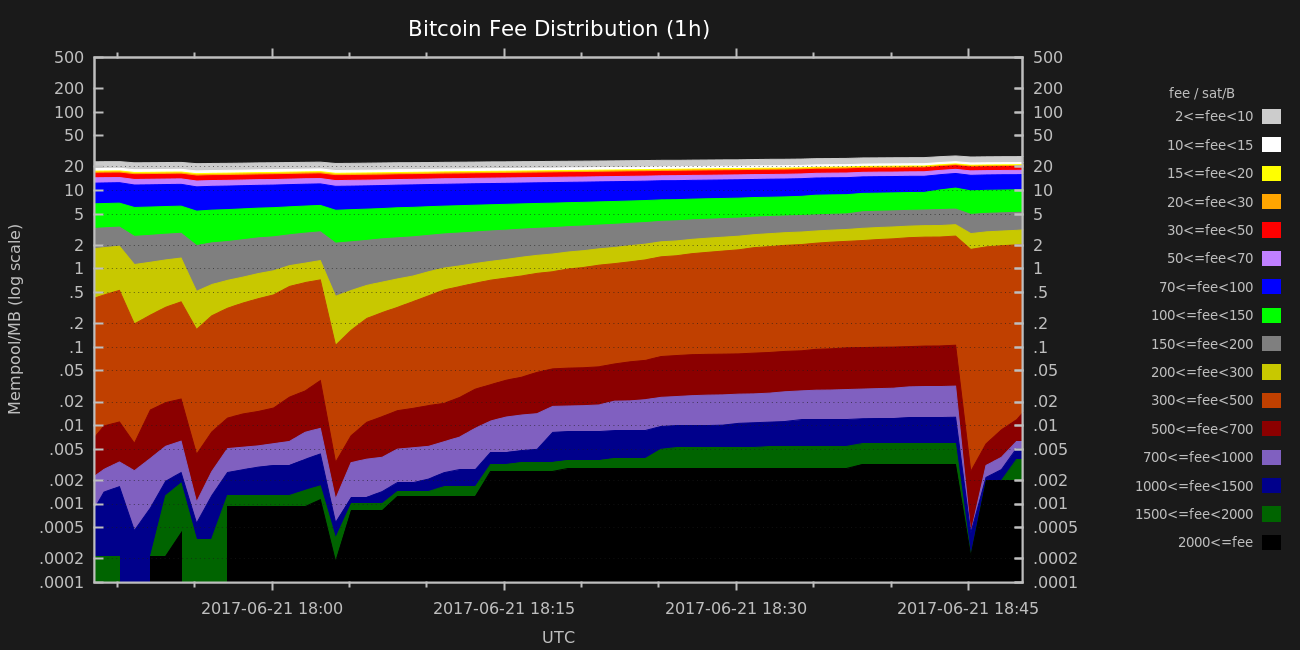 Bitcoin Fee Distribution (1h)
500
200
100
50
20
10
5
2
1
.5
.2
.1
.05
.02
.01
.005
.002
.001
.0005
.0002
.0001
Mempool/MB (log scale)
500
200
100
50
20
10
5
2
1
.5
.2
.1
.05
.02
.01
.005
.002
.001
.0005
.0002
.0001
2017-06-21 18:00
2017-06-21 18:15
2017-06-21 18:30
2017-06-21 18:45
UTC
fee / sat/B
2<=fee<10
10<=fee<15
15<=fee<20
20<=fee<30
30<=fee<50
50<=fee<70
70<=fee<100
100<=fee<150
150<=fee<200
200<=fee<300
300<=fee<500
500<=fee<700
700<=fee<1000
1000<=fee<1500
1500<=fee<2000
2000<=fee